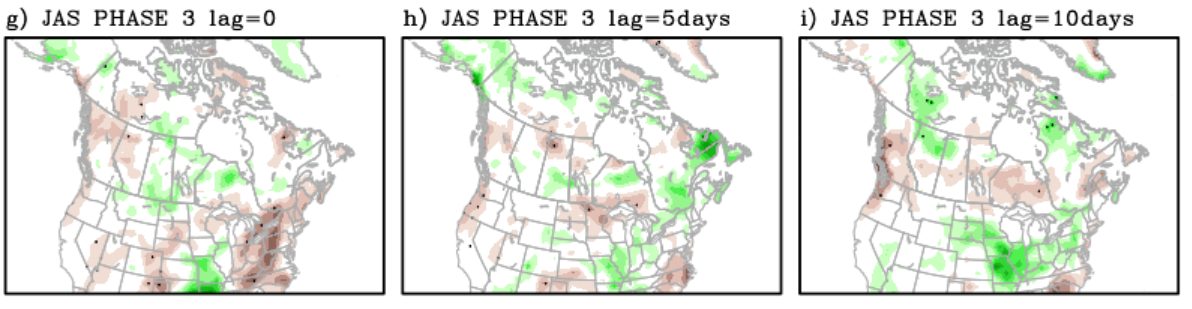 g) JAS PHASE 3 lag=0
h) JAS PHASE 3 lag=5days
i) JAS PHASE 3 lag=10days